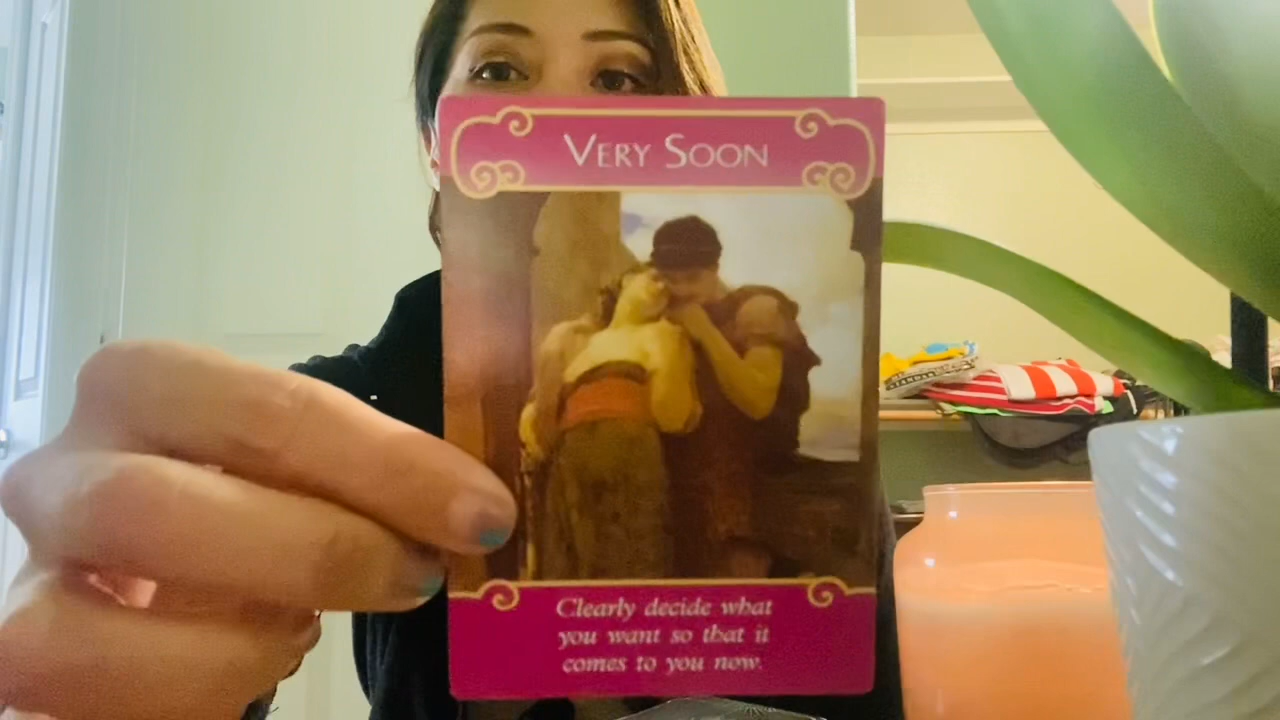 VERY SOON
Clearly decide what
you want so that it
comes to you now.